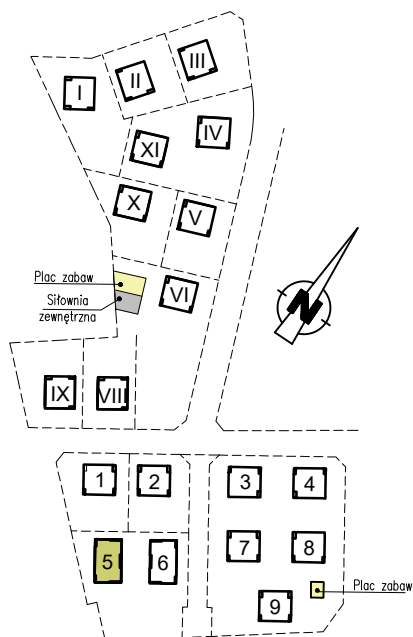 I
II
III
IV
XI
X
V
Plac zabaw
Siłownia
zewnętrzna
VI
N
IX
VIII
1
2
3
4
5
6
7
8
Plac zabaw
9